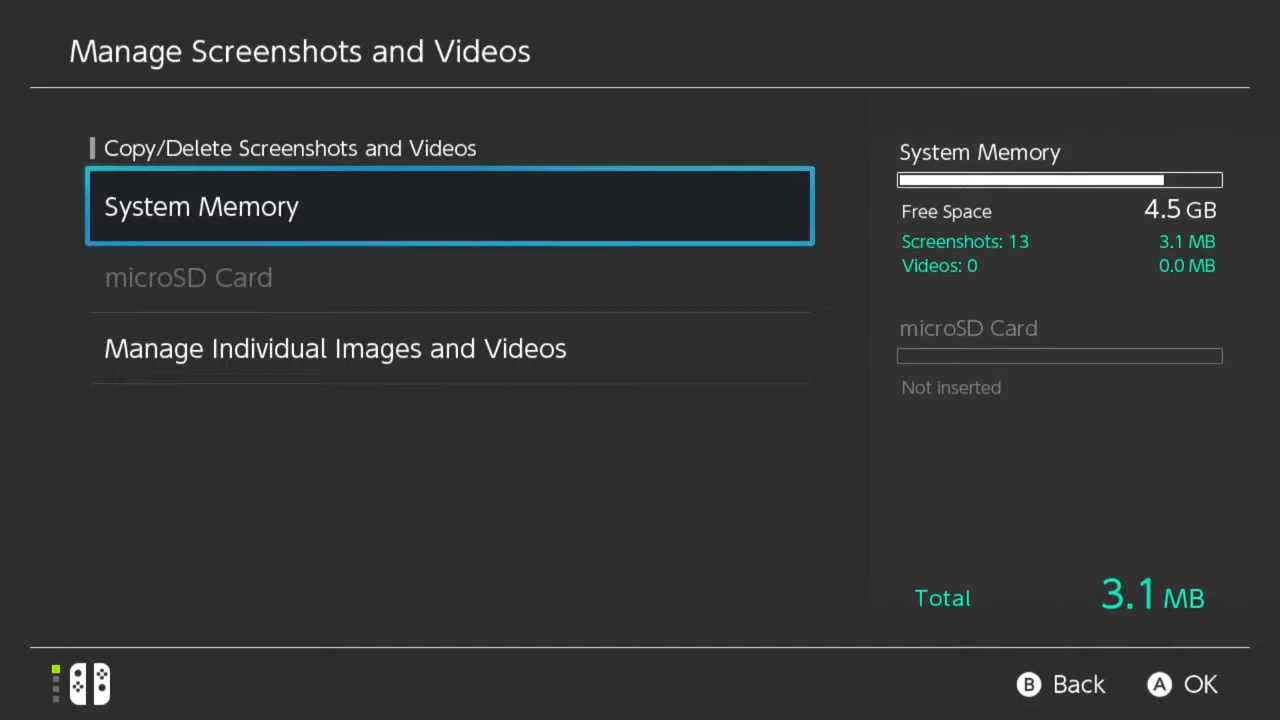 Manage Screenshots and Videos
Copy/Delete Screenshots and Videos
System Memory
microSD Card
Manage Individual Images and Videos
System Memory
Free Space 4.5 GB
Screenshots: 13 3.1 MB
Videos: 0 0.0 MB
microSD Card
Not inserted
Total 3.1 MB
B Back A OK